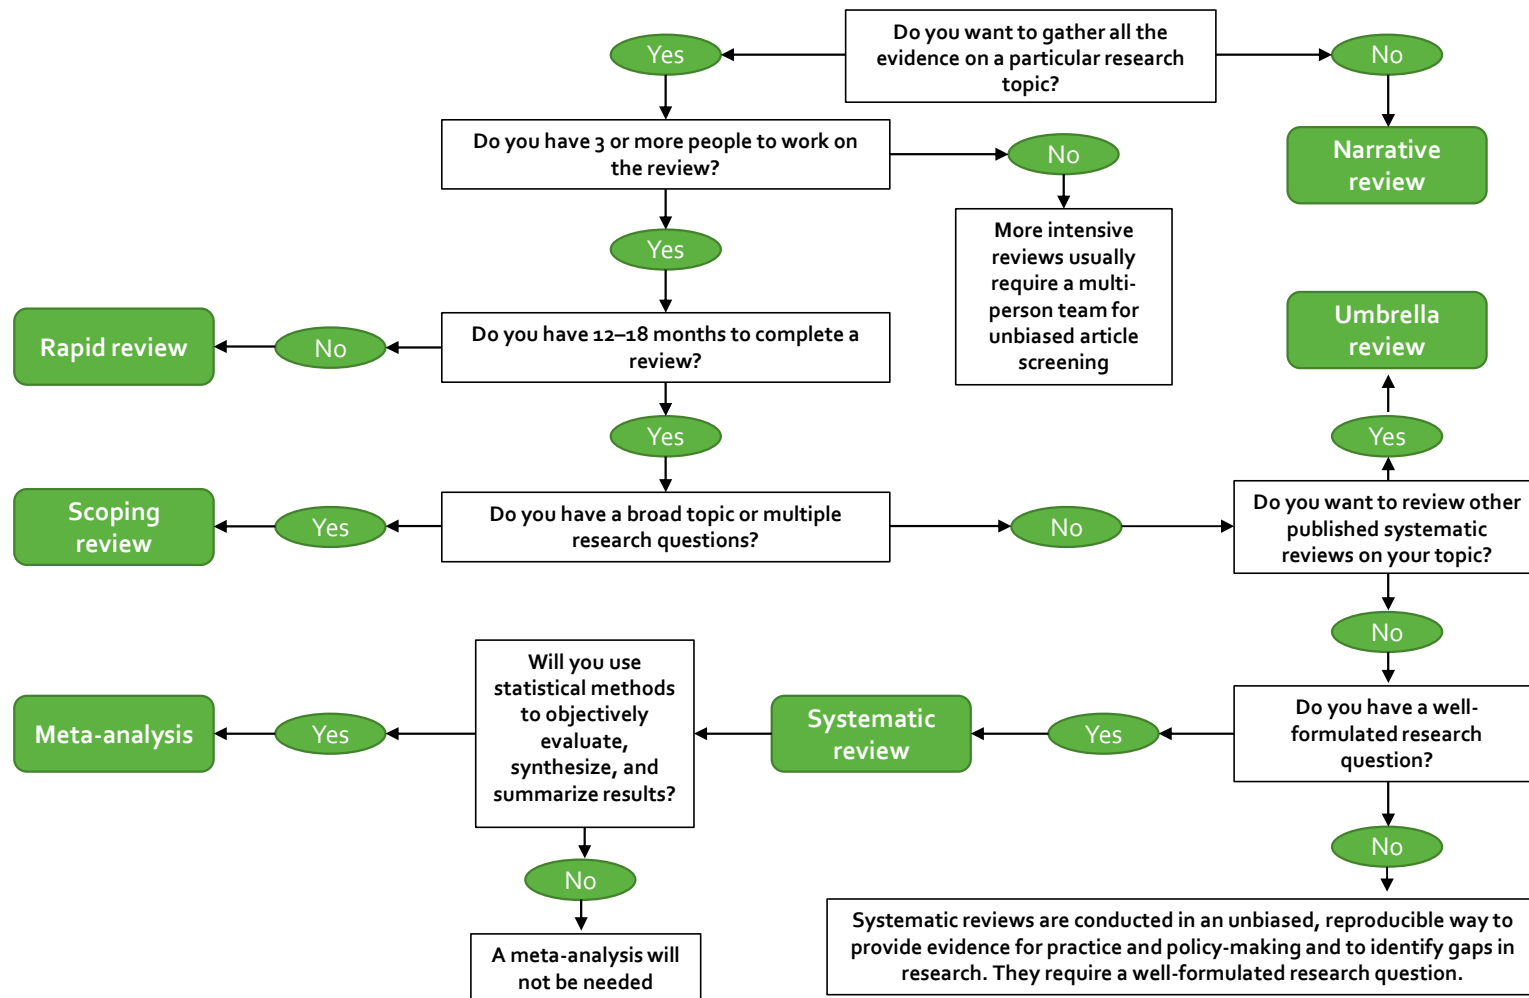 Do you want to gather all the
evidence on a particular research
topic?
Yes
No
Do you have 3 or more people to work on
the review?
No
Narrative
review
More intensive
reviews usually
require a multi-
person team for
unbiased article
screening
Yes
Do you have 12–18 months to complete a
review?
No
Rapid review
Umbrella
review
Yes
Yes
Do you have a broad topic or multiple
research questions?
Yes
Scoping
review
No
Do you want to review other
published systematic
reviews on your topic?
No
Do you have a well-
formulated research
question?
Yes
Systematic
review
Will you use
statistical methods
to objectively
evaluate,
synthesize, and
summarize results?
Yes
Meta-analysis
No
A meta-analysis will
not be needed
No
Systematic reviews are conducted in an unbiased, reproducible way to
provide evidence for practice and policy-making and to identify gaps in
research. They require a well-formulated research question.